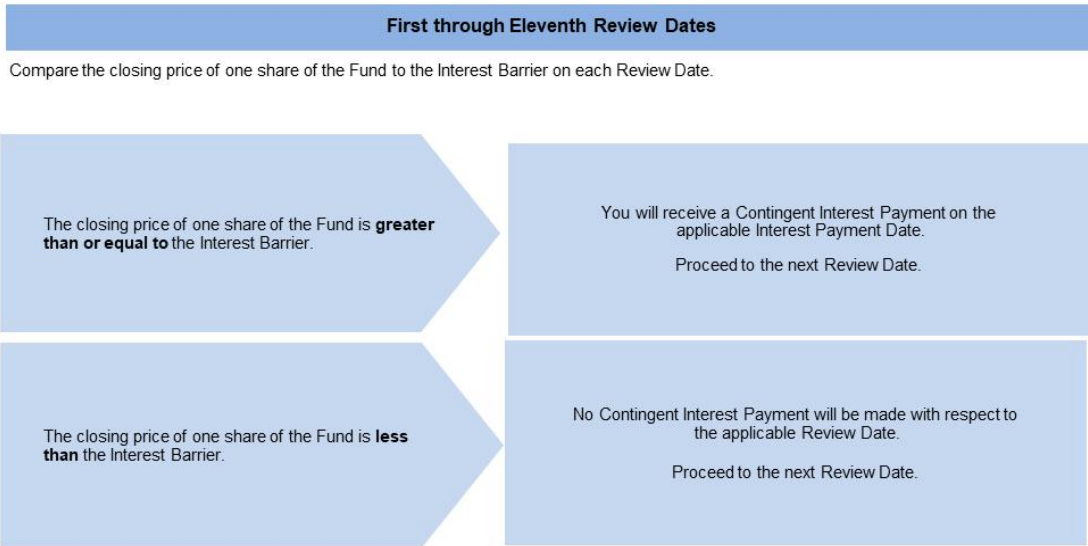 First through Eleventh Review Dates
Compare the closing price of one share of the Fund to the Interest Barrier on each Review Date.
The closing price of one share of the Fund is greater
than or equal to the Interest Barrier.
You will receive a Contingent Interest Payment on the
applicable Interest Payment Date.
Proceed to the next Review Date.
The closing price of one share of the Fund is less
than the Interest Barrier.
No Contingent Interest Payment will be made with respect to
the applicable Review Date.
Proceed to the next Review Date.